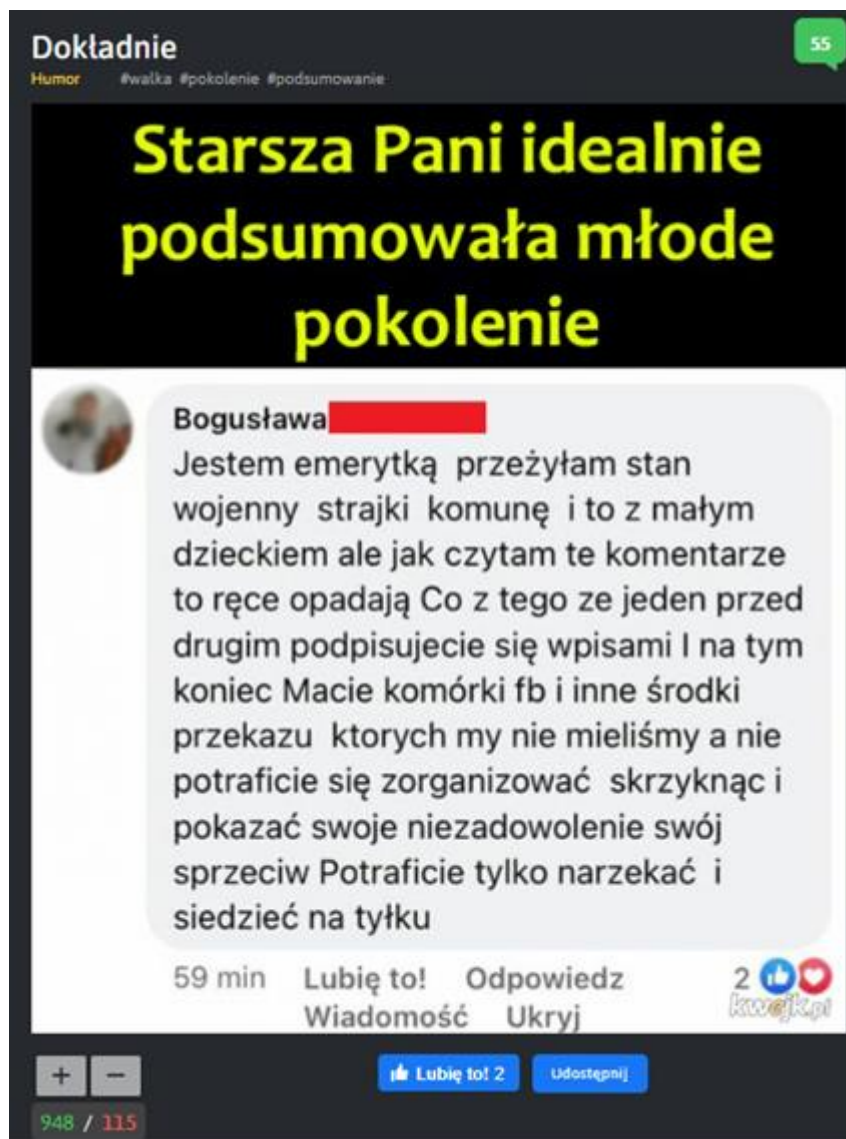 Dokładnie
55
Humor #walka #pokolenie #podsumowanie
Starsza Pani idealnie
podsumowała młode
pokolenie
Bogusława
Jestem emerytką przeżyłam stan
wojenny strajki komunę i to z małym
dzieckiem ale jak czytam te komentarze
to ręce opadają Co z tego ze jeden przed
drugim podpisujecie się wpisami I na tym
koniec Macie komórki fb i inne środki
przekazu ktorych my nie mieliśmy a nie
potraficie się zorganizować skrzyknąc i
pokazać swoje niezadowolenie swój
sprzeciw Potraficie tylko narzekać i
siedzieć na tyłku
59 min Lubię to! Odpowiedz 2
Wiadomość Ukryj
kwejk.pl
+ −
Lubię to! 2 Udostępnij
948 / 115